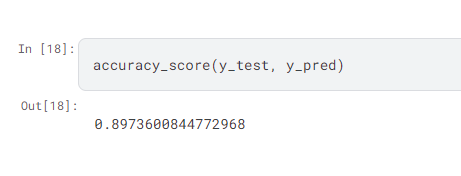 In [18]:
accuracy_score(y_test, y_pred)
Out[18]:
0.8973600844772968